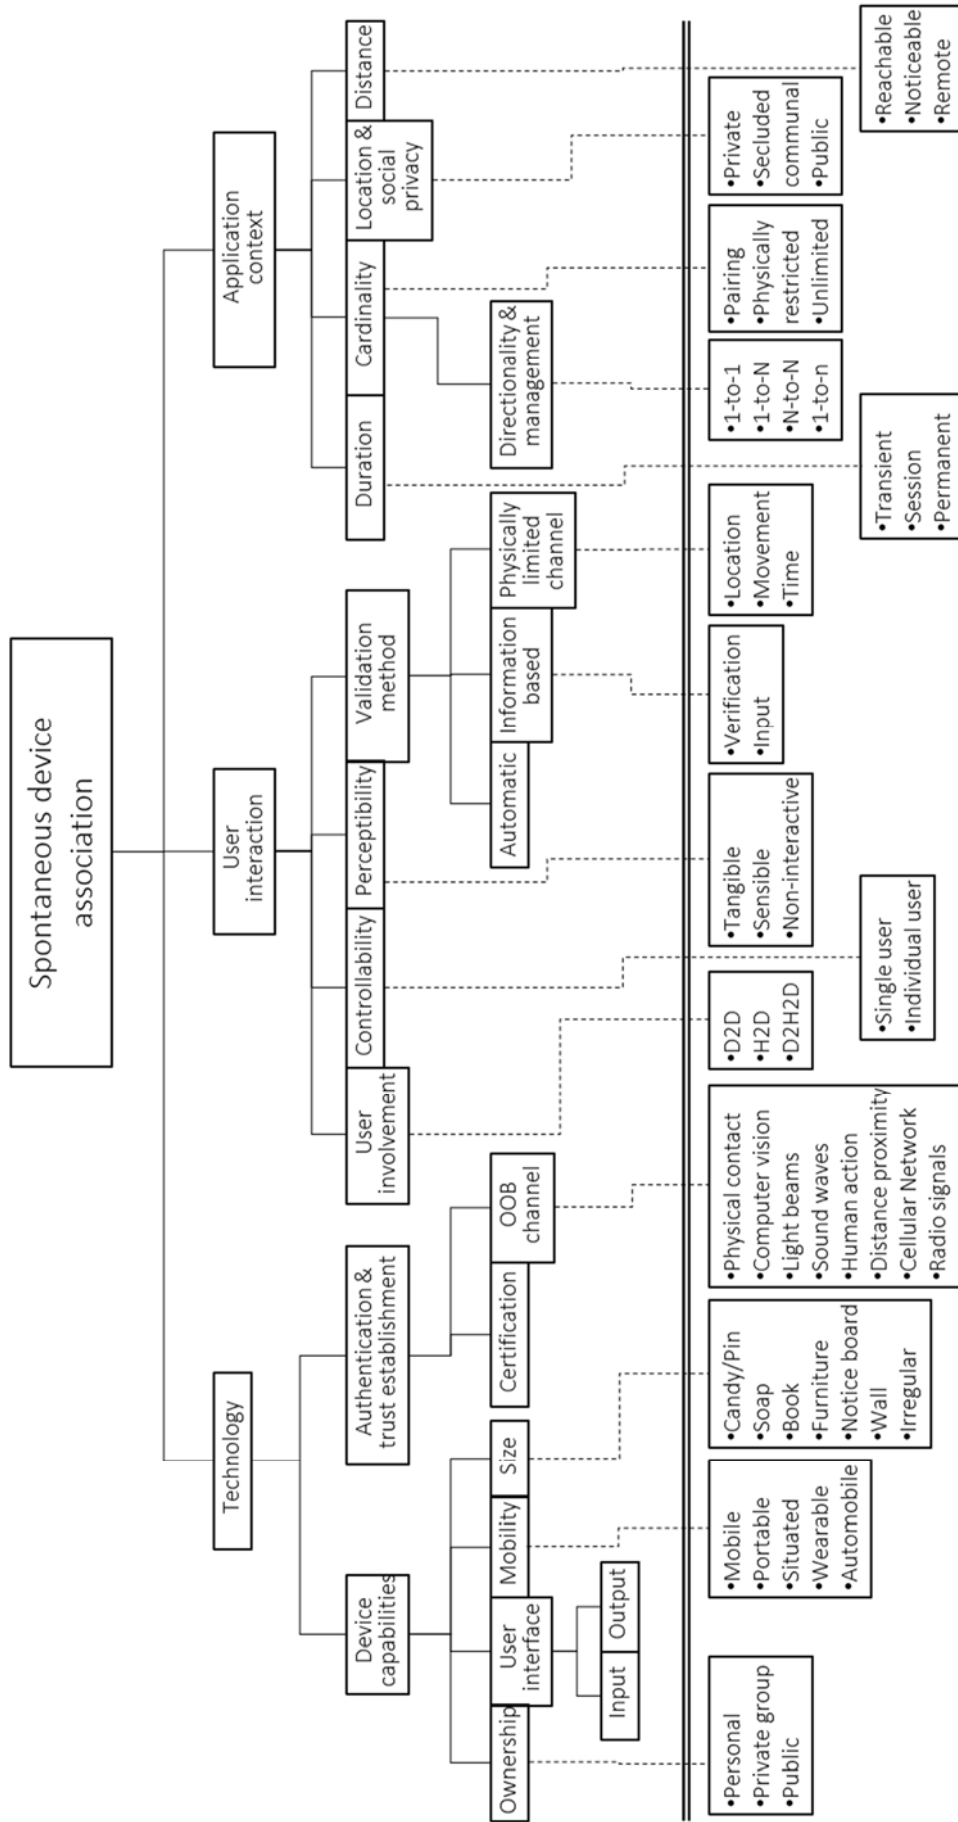 Spontaneous device
association
Technology
User
interaction
Application
context
Device
capabilities
Authentication &
trust establishment
User
involvement
Controllability
Perceptibility
Validation
method
Duration
Cardinality
Location &
social
privacy
Distance
Ownership
User
interface
Mobility
Size
Certification
OOB
channel
Automatic
Information
based
Physically
limited
channel
Directionality &
management
Input
Output
•Personal
•Private group
•Public
•Mobile
•Portable
•Situated
•Wearable
•Automobile
•Candy/Pin
•Soap
•Book
•Furniture
•Notice board
•Wall
•Irregular
•Physical contact
•Computer vision
•Light beams
•Sound waves
•Human action
•Distance proximity
•Cellular Network
•Radio signals
•D2D
•H2D
•D2H2D
•Single user
•Individual user
•Tangible
•Sensible
•Non-interactive
•Verification
•Input
•Location
•Movement
•Time
•Transient
•Session
•Permanent
•1-to-1
•1-to-N
•N-to-N
•1-to-n
•Pairing
•Physically
restricted
•Unlimited
•Private
•Secluded
communal
•Public
•Reachable
•Noticeable
•Remote